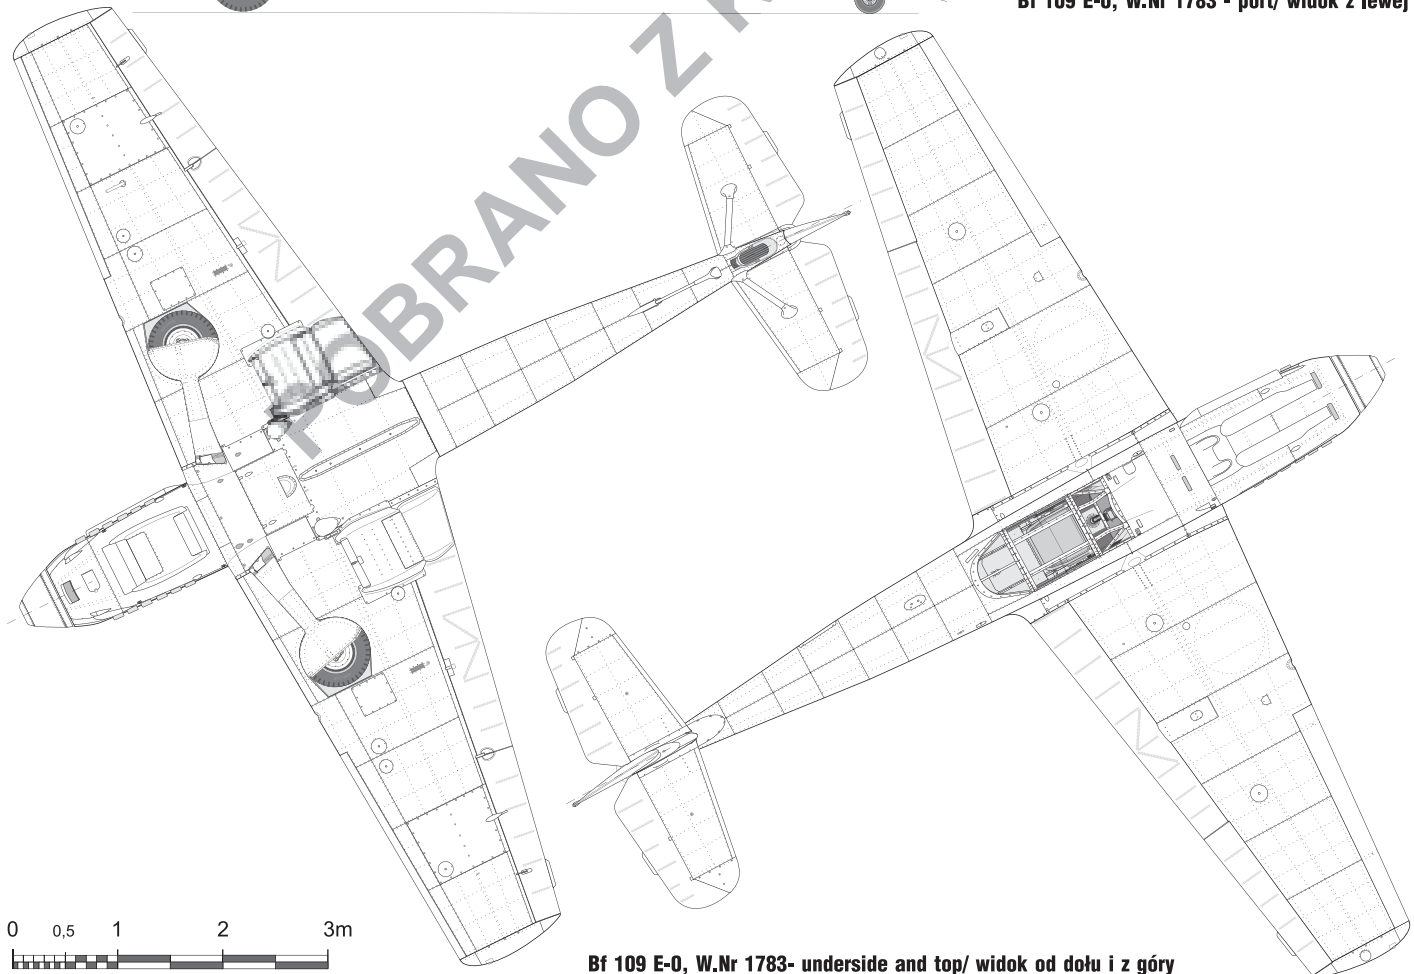 Bf 109 E-0, W.Nr 1783 - port/ widok z lewej
POBRANO Z
0 0,5 1 2 3m
Bf 109 E-0, W.Nr 1783- underside and top/ widok od dołu i z góry